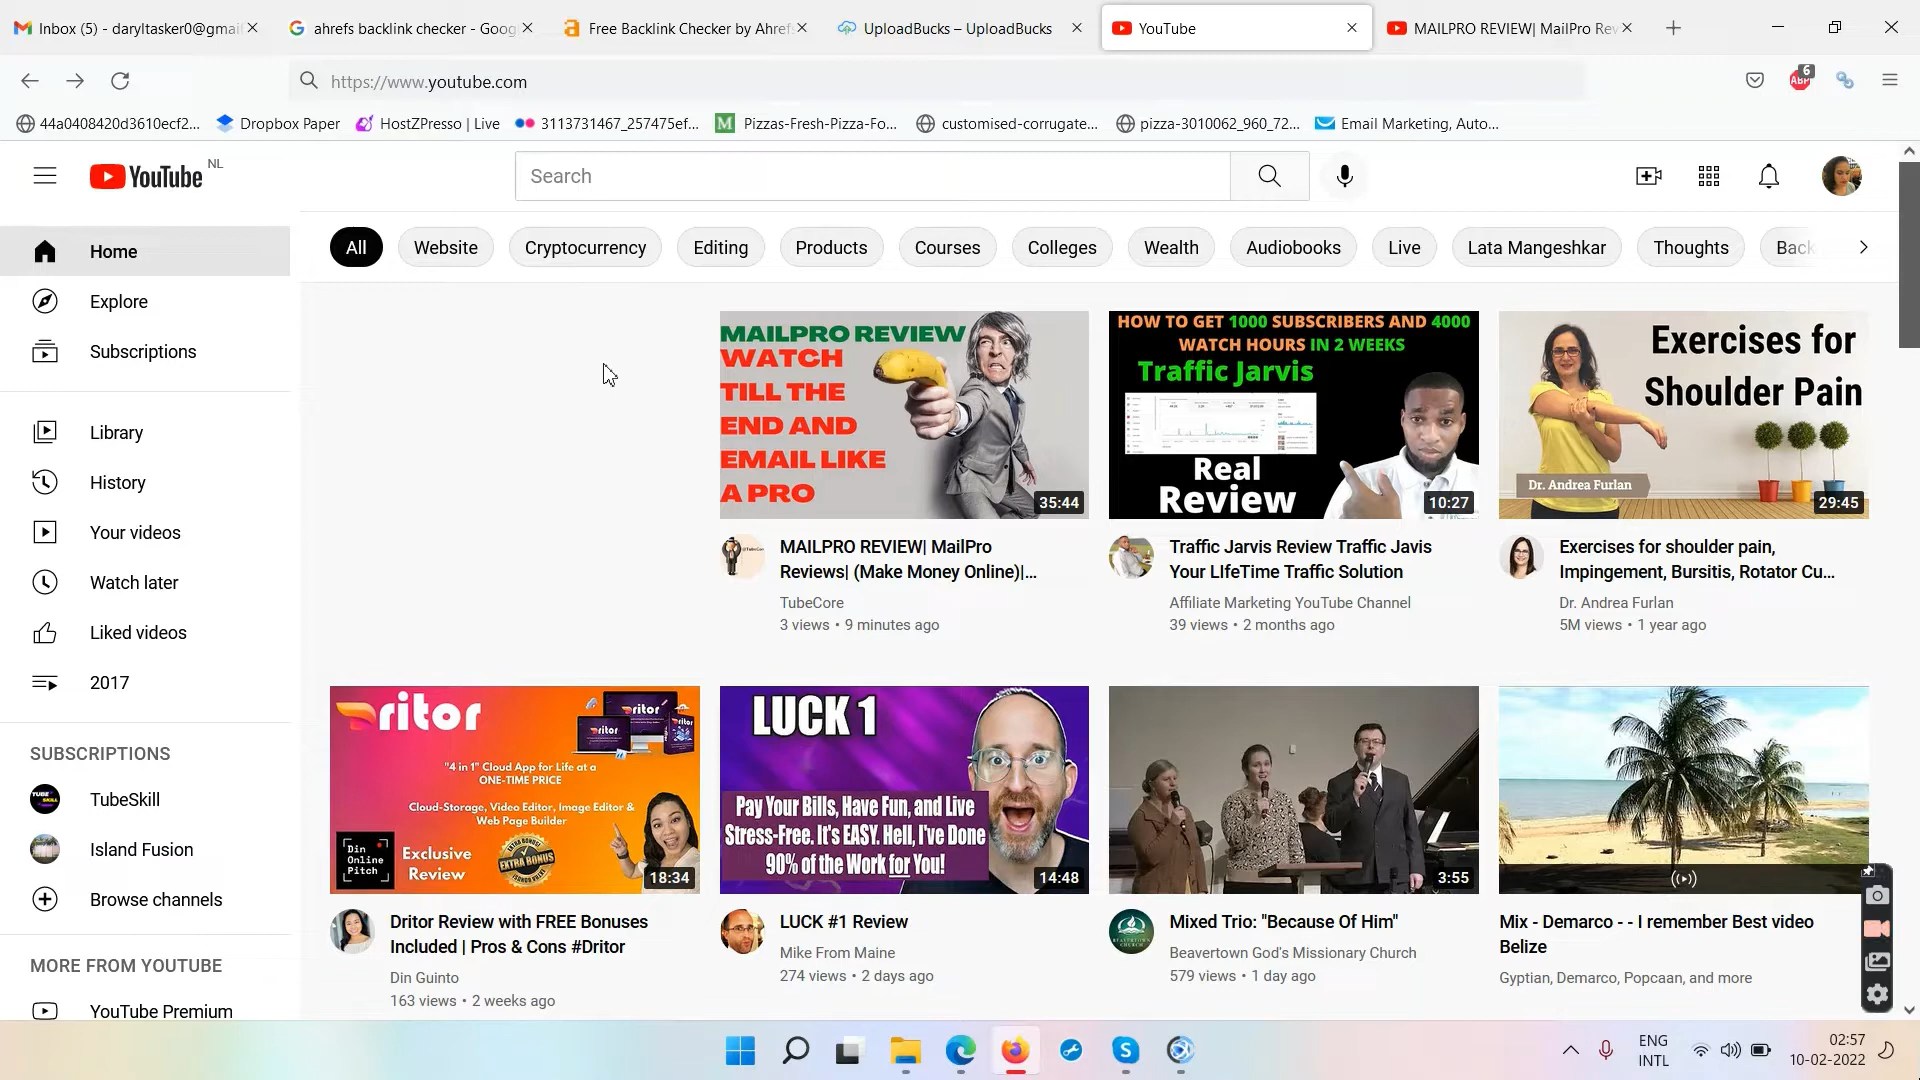 Inbox (5) - daryltasker0@gmai
ahrefs backlink checker - Goog
Free Backlink Checker by Ahref
UploadBucks – UploadBucks
YouTube
MAILPRO REVIEW| MailPro Rev
https://www.youtube.com
6
ABP
44a0408420d3610ecf2...
Dropbox Paper
HostZPresso | Live
3113731467_257475ef...
Pizzas-Fresh-Pizza-Fo...
customised-corrugate...
pizza-3010062_960_72...
Email Marketing, Auto...
YouTube NL
Search
Home
Explore
Subscriptions
Library
History
Your videos
Watch later
Liked videos
2017
SUBSCRIPTIONS
TubeSkill
Island Fusion
Browse channels
MORE FROM YOUTUBE
YouTube Premium
All
Website
Cryptocurrency
Editing
Products
Courses
Colleges
Wealth
Audiobooks
Live
Lata Mangeshkar
Thoughts
Back
MAILPRO REVIEW
WATCH
TILL THE
END AND
EMAIL LIKE
A PRO
35:44
MAILPRO REVIEW| MailPro
Reviews| (Make Money Online)|...
TubeCore
3 views • 9 minutes ago
HOW TO GET 1000 SUBSCRIBERS AND 4000
WATCH HOURS IN 2 WEEKS
Traffic Jarvis
Real
Review
10:27
Traffic Jarvis Review Traffic Javis
Your LIfeTime Traffic Solution
Affiliate Marketing YouTube Channel
39 views • 2 months ago
Exercises for
Shoulder Pain
Dr. Andrea Furlan
29:45
Exercises for shoulder pain,
Impingement, Bursitis, Rotator Cu...
Dr. Andrea Furlan
5M views • 1 year ago
ritor
ritor
ritor
"4 in 1" Cloud App for Life at a
ONE-TIME PRICE
Cloud-Storage, Video Editor, Image Editor &
Web Page Builder
Din
Online
Pitch
Exclusive
Review
EXTRA BONUS
18:34
Dritor Review with FREE Bonuses
Included | Pros & Cons #Dritor
Din Guinto
163 views • 2 weeks ago
LUCK 1
Pay Your Bills, Have Fun, and Live
Stress-Free. It's EASY. Hell, I've Done
90% of the Work for You!
14:48
LUCK #1 Review
Mike From Maine
274 views • 2 days ago
3:55
Mixed Trio: "Because Of Him"
Beavertown God's Missionary Church
579 views • 1 day ago
Mix - Demarco - - I remember Best video
Belize
Gyptian, Demarco, Popcaan, and more
ENG
INTL
02:57
10-02-2022